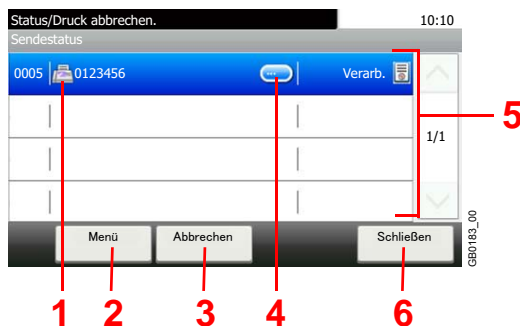 Status/Druck abbrechen. 10:10
Sendestatus
0005 0123456 ... Verarb.
5
1/1
Menü Abbrechen Schließen
GB0183_00
1 2 3 4 6